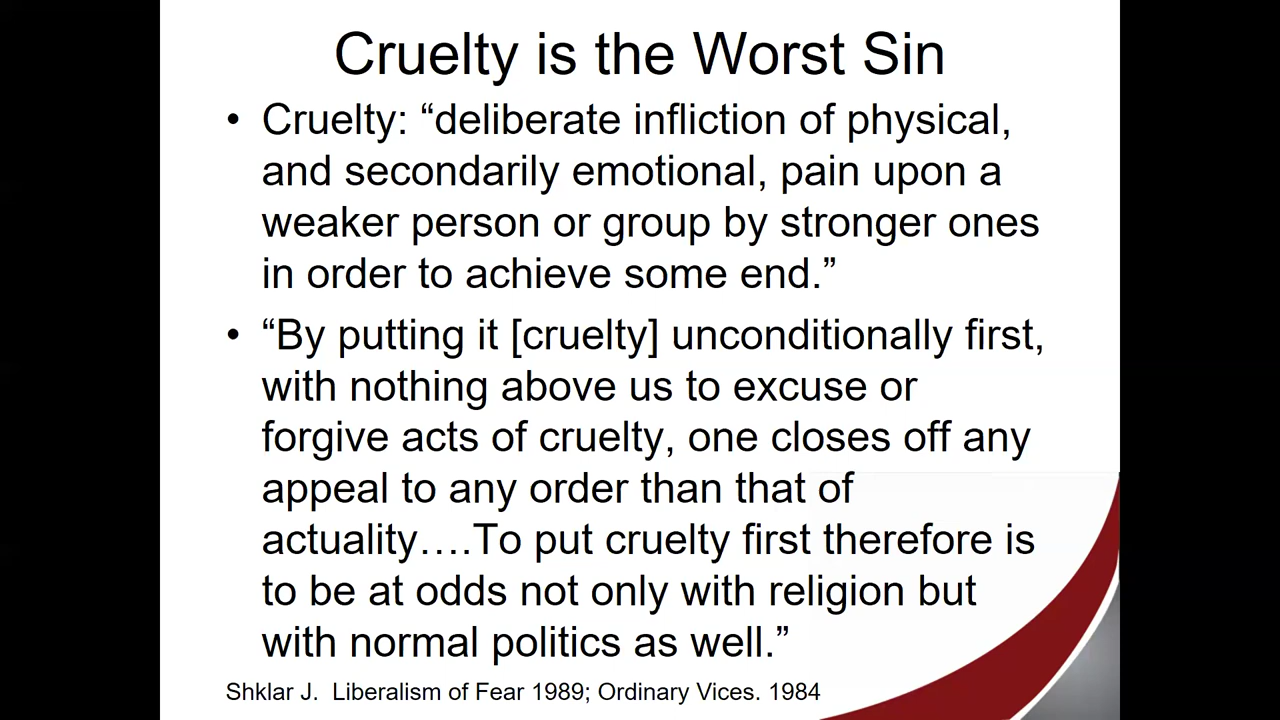 Cruelty is the Worst Sin
• Cruelty: “deliberate infliction of physical,
and secondarily emotional, pain upon a
weaker person or group by stronger ones
in order to achieve some end.”
• “By putting it [cruelty] unconditionally first,
with nothing above us to excuse or
forgive acts of cruelty, one closes off any
appeal to any order than that of
actuality….To put cruelty first therefore is
to be at odds not only with religion but
with normal politics as well.”
Shklar J.  Liberalism of Fear 1989; Ordinary Vices. 1984